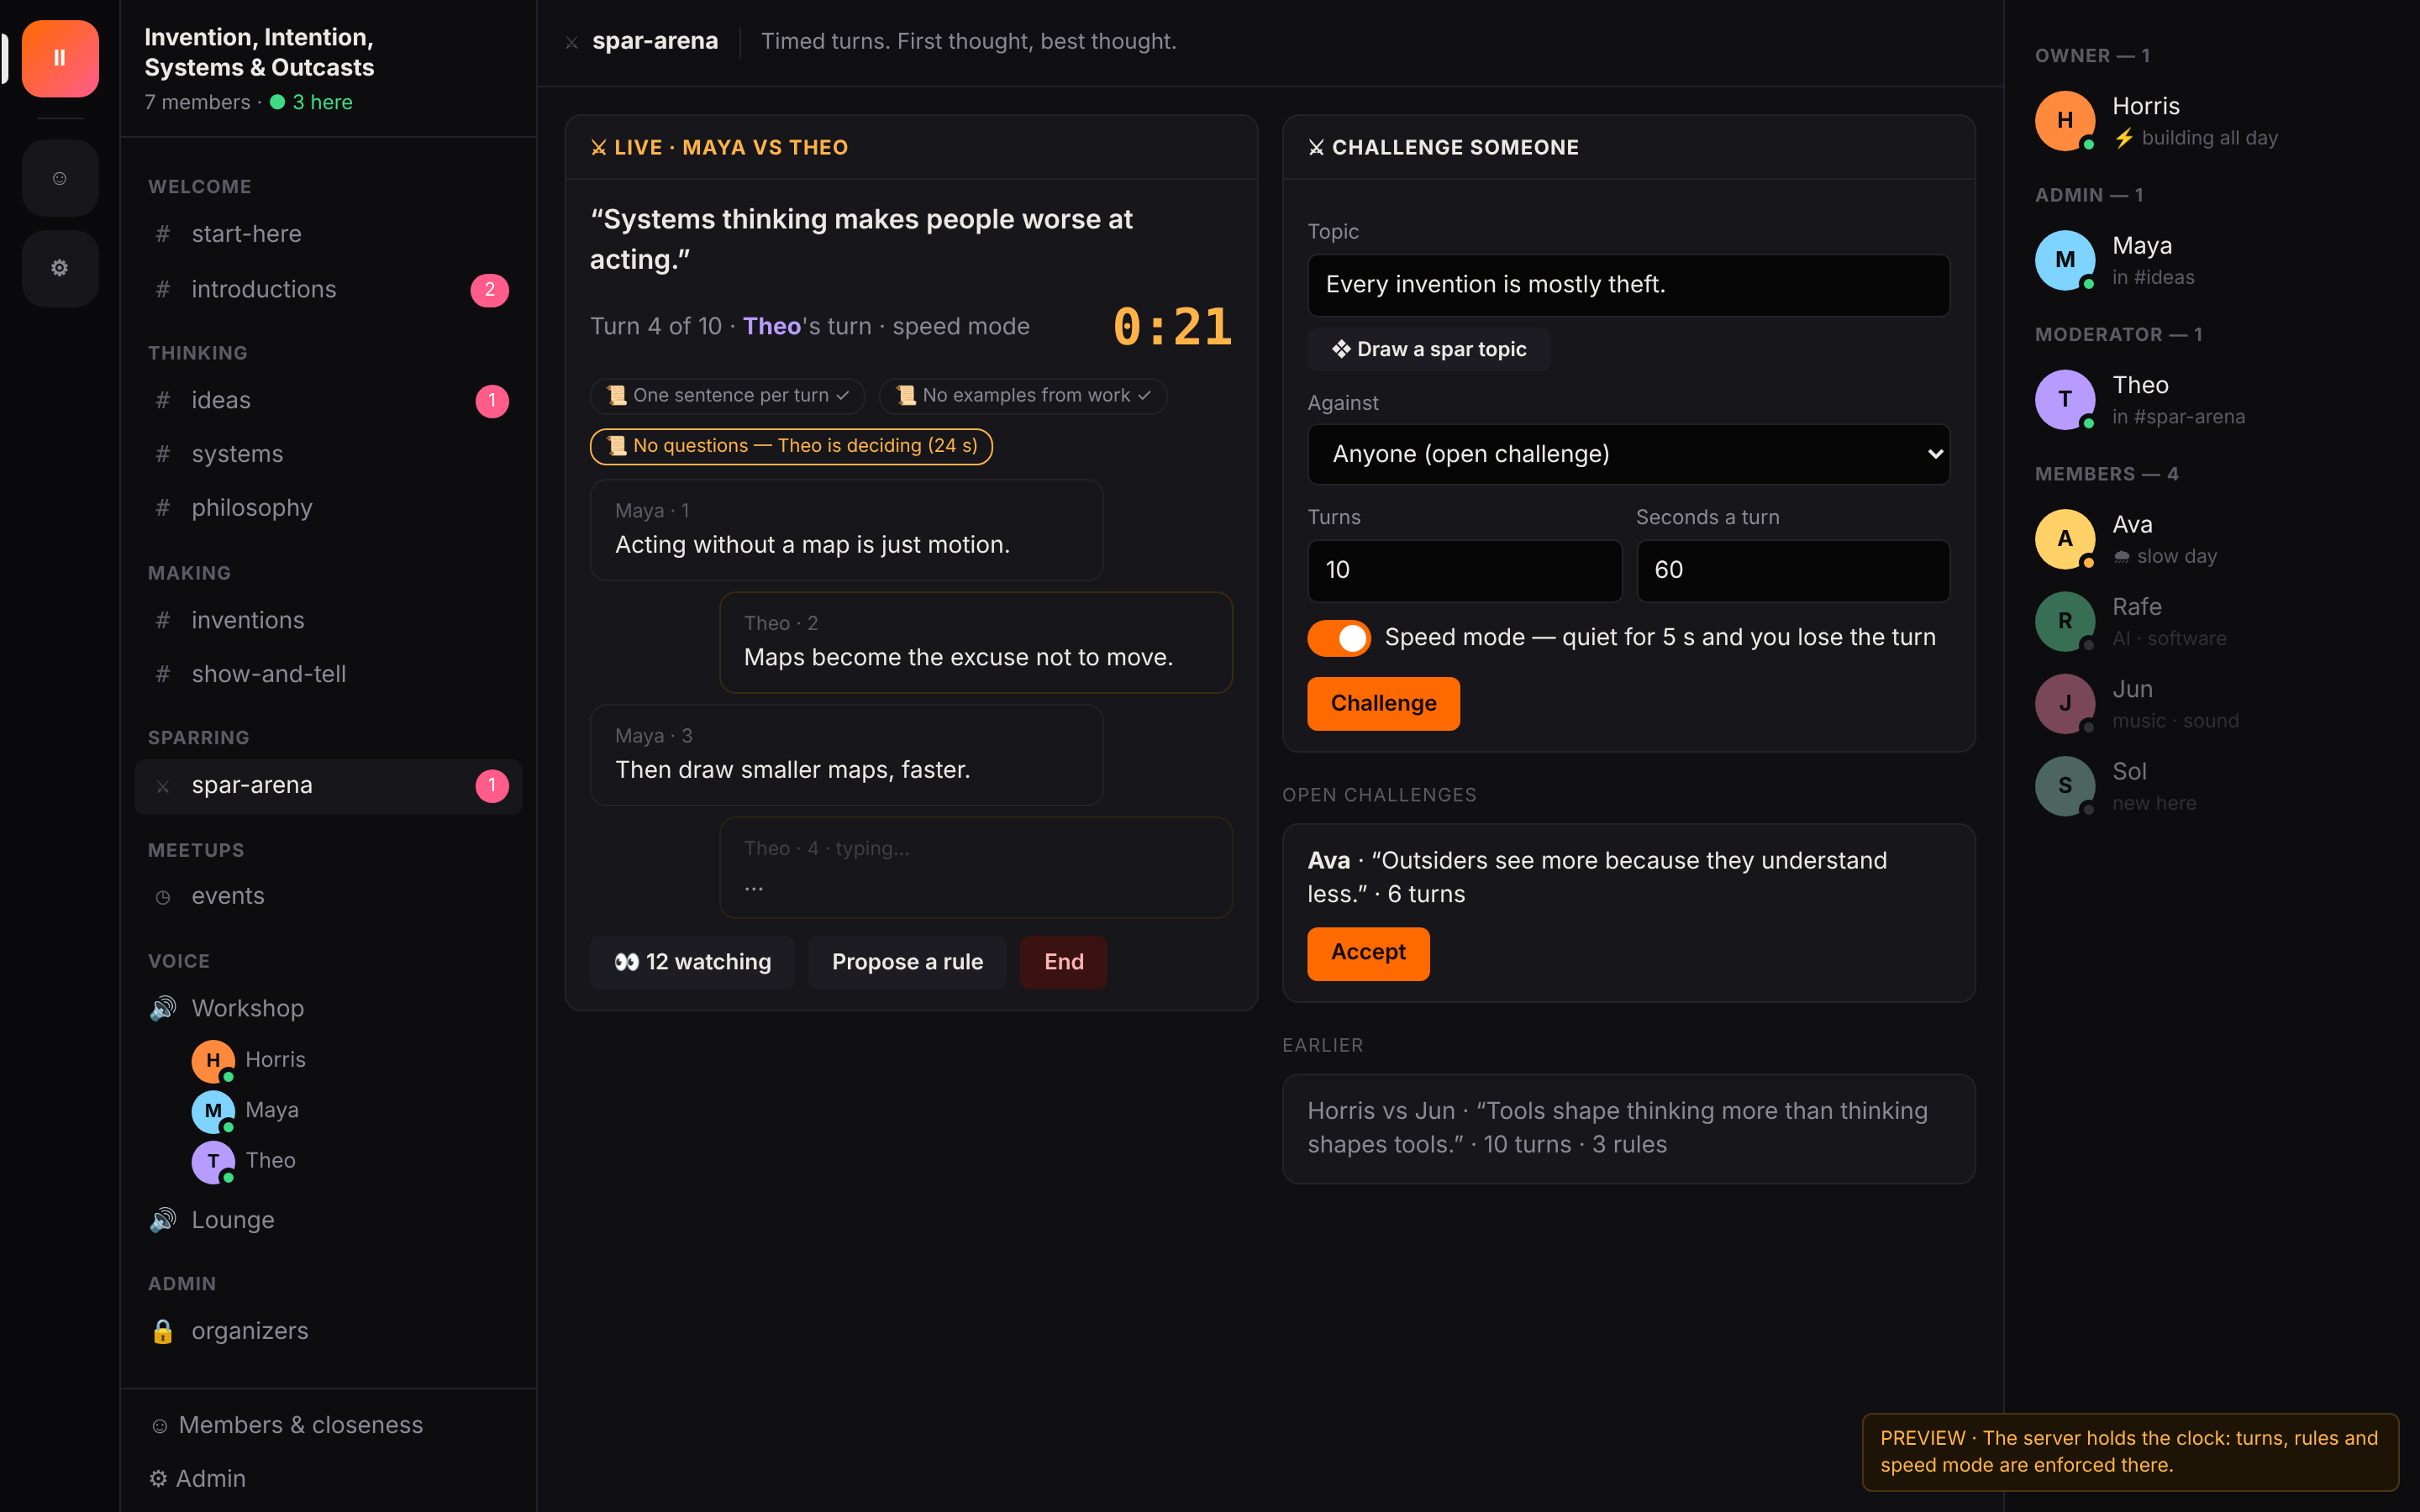 II
Invention, Intention,
Systems & Outcasts
7 members · 3 here
WELCOME
# start-here
# introductions 2
THINKING
# ideas 1
# systems
# philosophy
MAKING
# inventions
# show-and-tell
SPARRING
⚔ spar-arena 1
MEETUPS
events
VOICE
Workshop
H Horris
M Maya
T Theo
Lounge
ADMIN
organizers
Members & closeness
Admin
⚔ spar-arena Timed turns. First thought, best thought.
⚔ LIVE · MAYA VS THEO
“Systems thinking makes people worse at
acting.”
Turn 4 of 10 · Theo's turn · speed mode 0:21
📜 One sentence per turn ✓ 📜 No examples from work ✓
📜 No questions — Theo is deciding (24 s)
Maya · 1
Acting without a map is just motion.
Theo · 2
Maps become the excuse not to move.
Maya · 3
Then draw smaller maps, faster.
Theo · 4 · typing…
…
👀 12 watching Propose a rule End
⚔ CHALLENGE SOMEONE
Topic
Every invention is mostly theft.
❖ Draw a spar topic
Against
Anyone (open challenge)
Turns Seconds a turn
10 60
Speed mode — quiet for 5 s and you lose the turn
Challenge
OPEN CHALLENGES
Ava · “Outsiders see more because they understand
less.” · 6 turns
Accept
EARLIER
Horris vs Jun · “Tools shape thinking more than thinking
shapes tools.” · 10 turns · 3 rules
OWNER — 1
H Horris
⚡ building all day
ADMIN — 1
M Maya
in #ideas
MODERATOR — 1
T Theo
in #spar-arena
MEMBERS — 4
A Ava
🌧 slow day
R Rafe
AI · software
J Jun
music · sound
S Sol
new here
PREVIEW · The server holds the clock: turns, rules and
speed mode are enforced there.